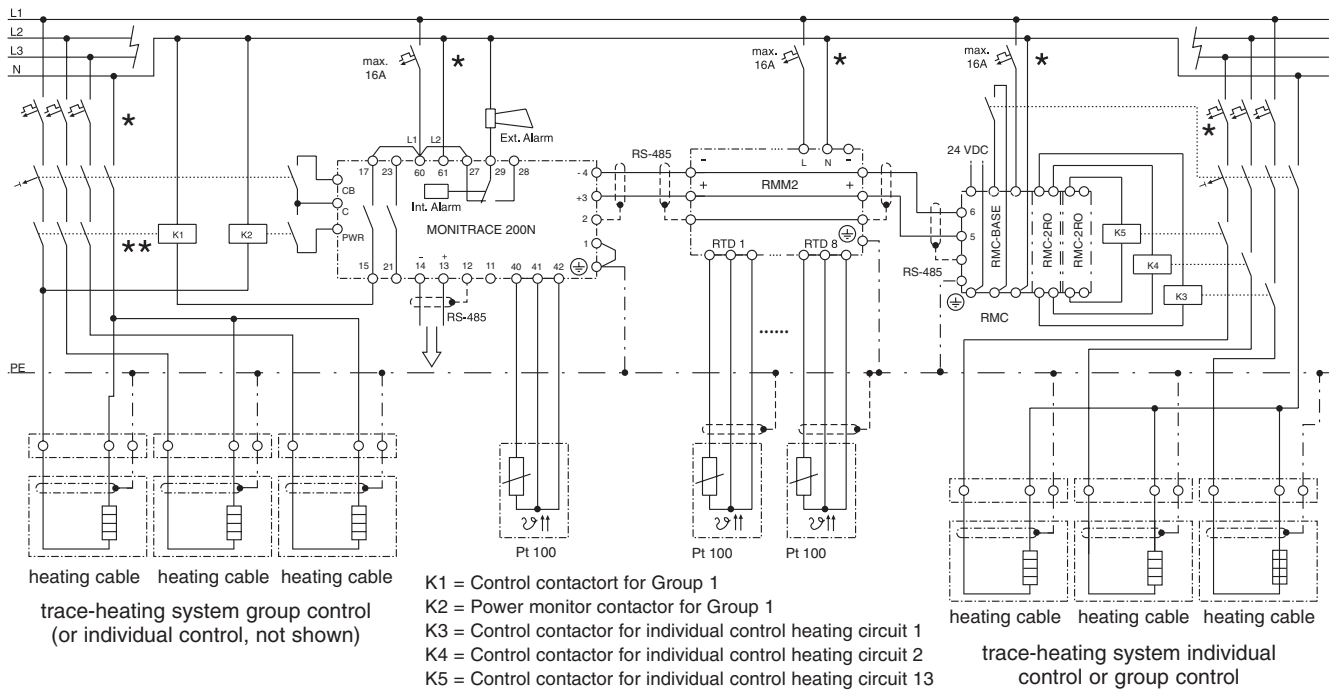 L1
L2
L3
N
max.
16A
*
max.
16A
*
max.
16A
*
*
*
Ext. Alarm
L1 L2
17 23 60 61 27 29 28
CB
C
PWR
Int. Alarm
MONITRACE 200N
- 4
+3
2
1
15 21 14 13 12 11 40 41 42
- +
RS-485
**
K1
K2
RS-485
L N -
- -
+ RMM2 +
RTD 1 RTD 8
24 VDC
6
5
RS-485
RMC-BASE
RMC-2RO
RMC-2RO
RMC
K5
K4
K3
PE
ϑ
Pt 100
ϑ
Pt 100
ϑ
Pt 100
heating cable heating cable heating cable
trace-heating system group control
(or individual control, not shown)
K1 = Control contactort for Group 1
K2 = Power monitor contactor for Group 1
K3 = Control contactor for individual control heating circuit 1
K4 = Control contactor for individual control heating circuit 2
K5 = Control contactor for individual control heating circuit 13
heating cable heating cable heating cable
trace-heating system individual
control or group control